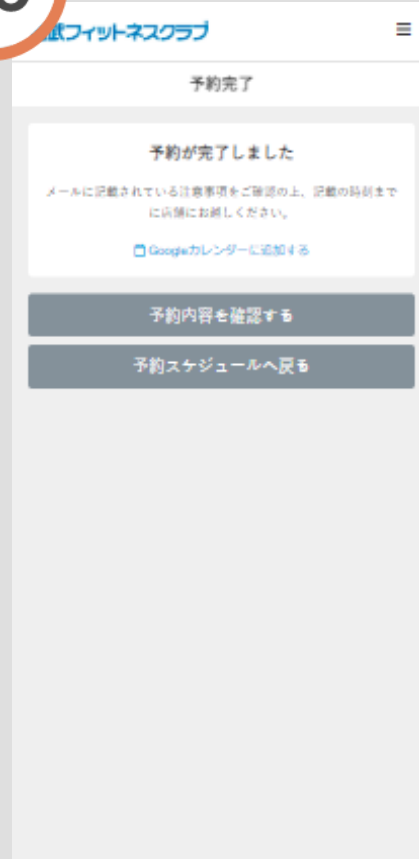 武フィットネスクラブ
予約完了
予約が完了しました
メールに記載されている注意事項をご確認の上、記載の時刻まで
に店舗にお越しください。
Googleカレンダーに追加する
予約内容を確認する
予約スケジュールへ戻る